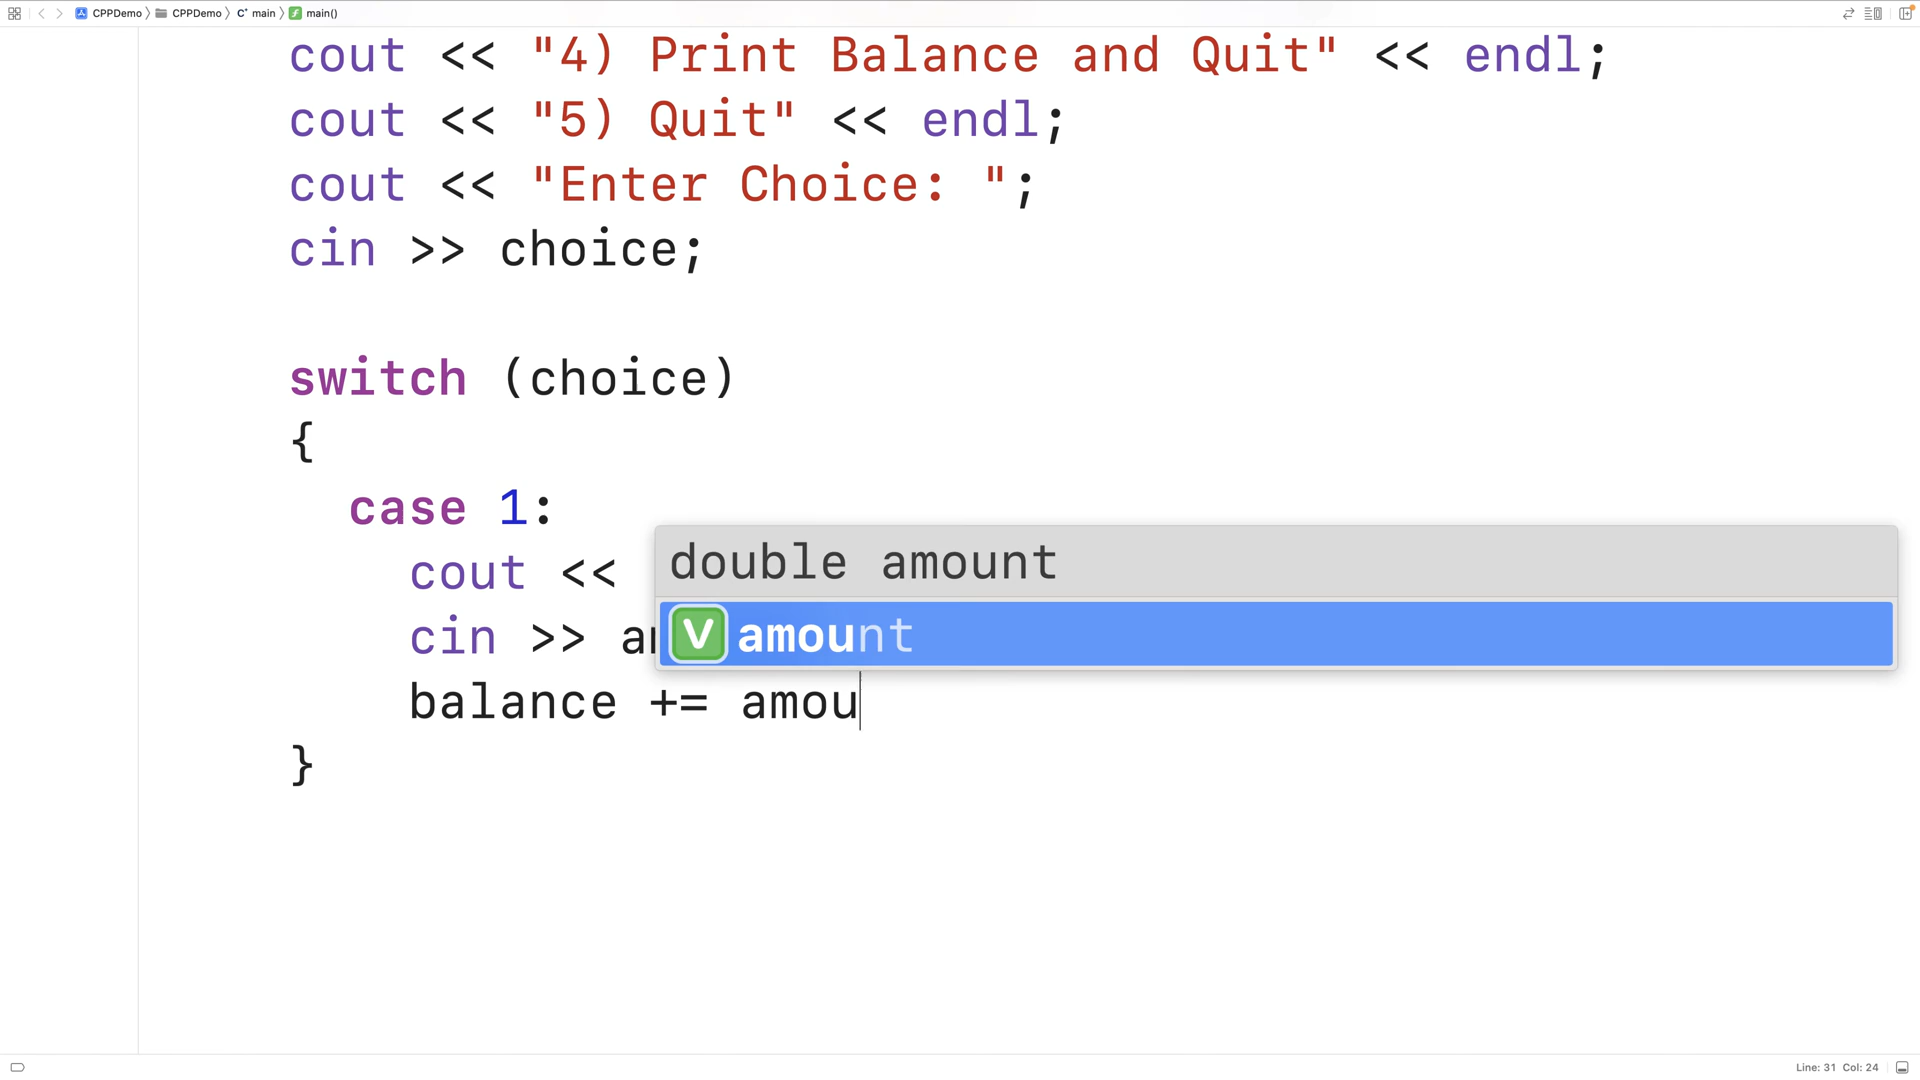 CPPDemo 〉 CPPDemo 〉 C⁺ main 〉 f main()
cout << "4) Print Balance and Quit" << endl;
cout << "5) Quit" << endl;
cout << "Enter Choice: ";
cin >> choice;
switch (choice)
{
case 1:
double amount
cout <<
V amount
cin >>
balance += amou
}
Line: 31 Col: 24